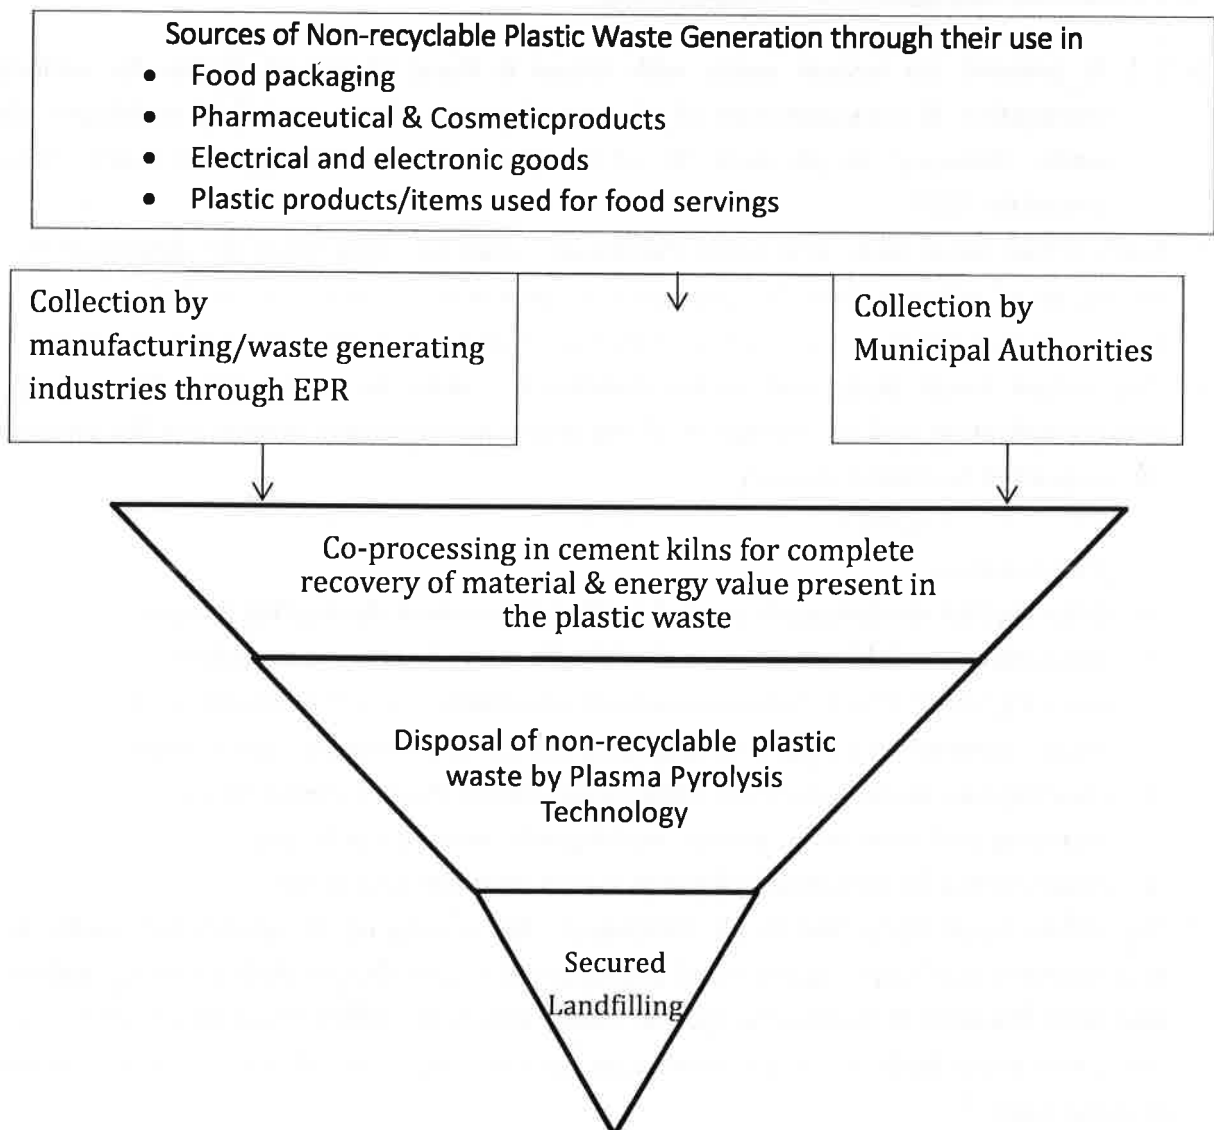 Sources of Non-recyclable Plastic Waste Generation through their use in
• Food packaging
• Pharmaceutical & Cosmeticproducts
• Electrical and electronic goods
• Plastic products/items used for food servings
Collection by
manufacturing/waste generating
industries through EPR
Collection by
Municipal Authorities
Co-processing in cement kilns for complete
recovery of material & energy value present in
the plastic waste
Disposal of non-recyclable plastic
waste by Plasma Pyrolysis
Technology
Secured
Landfilling